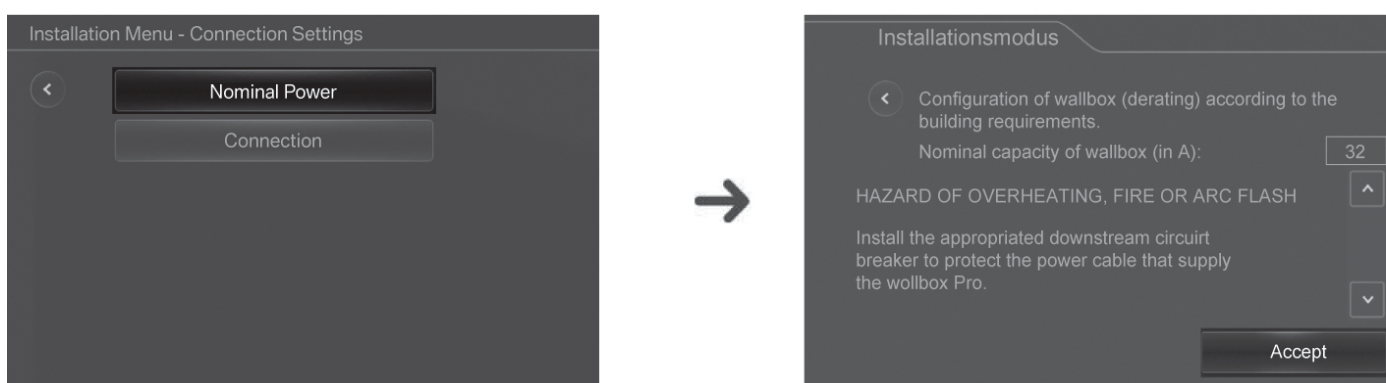 Installation Menu - Connection Settings
Nominal Power
Connection
Installationsmodus
Configuration of wallbox (derating) according to the
building requirements.
Nominal capacity of wallbox (in A):
32
HAZARD OF OVERHEATING, FIRE OR ARC FLASH
Install the appropriated downstream circuirt
breaker to protect the power cable that supply
the wollbox Pro.
Accept